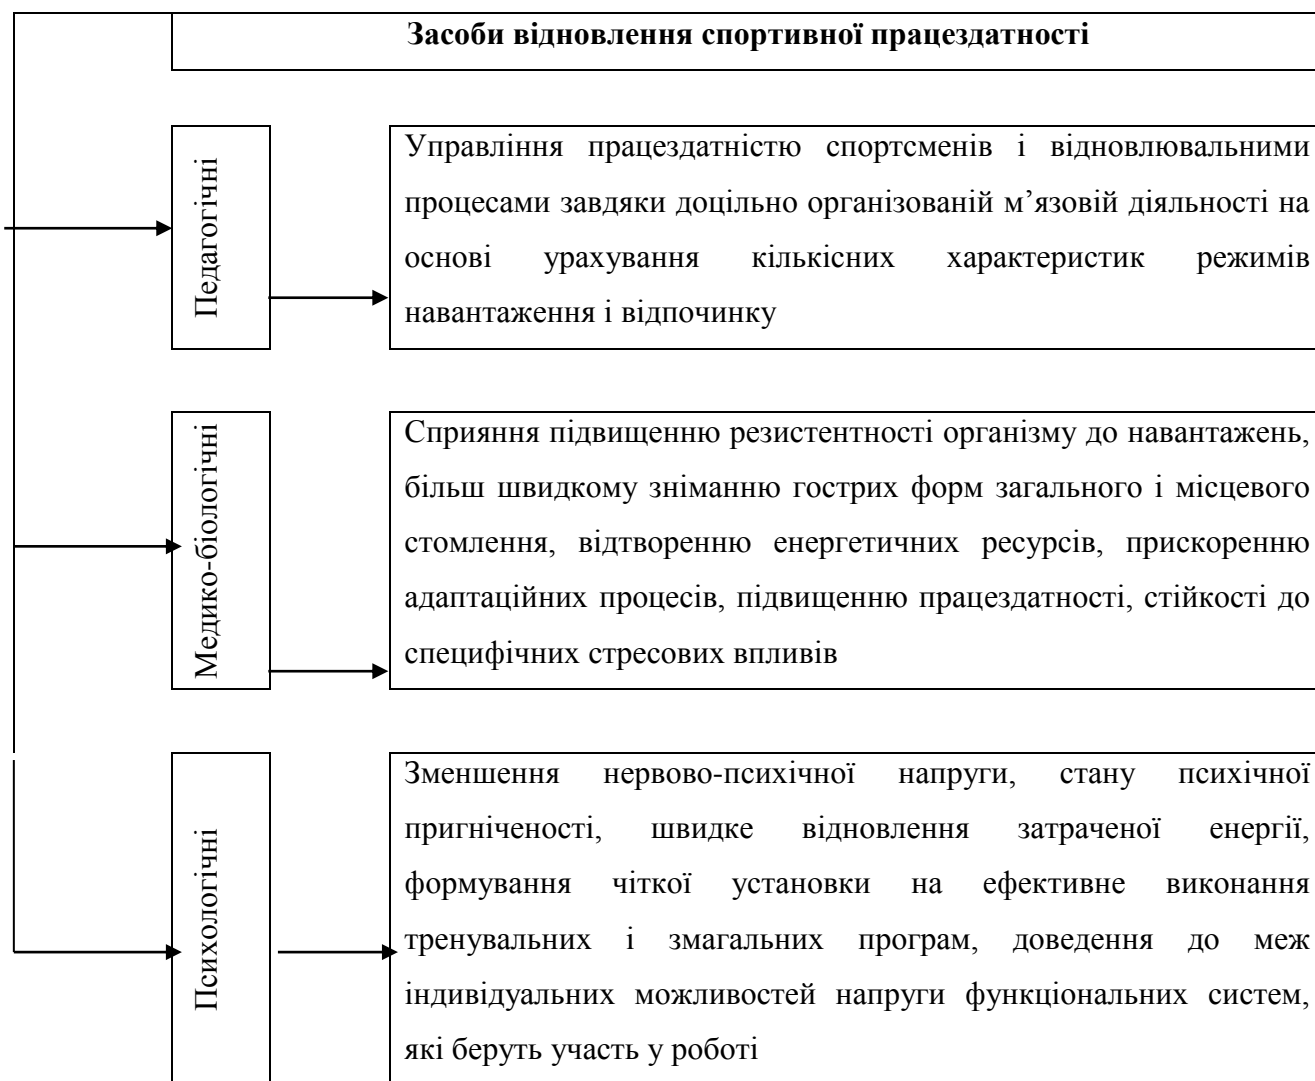 Засоби відновлення спортивної працездатності
Педагогічні
Управління працездатністю спортсменів і відновлювальними
процесами завдяки доцільно організованій м’язовій діяльності на
основі урахування кількісних характеристик режимів
навантаження і відпочинку
Медико-біологічні
Сприяння підвищенню резистентності організму до навантажень,
більш швидкому зніманню гострих форм загального і місцевого
стомлення, відтворенню енергетичних ресурсів, прискоренню
адаптаційних процесів, підвищенню працездатності, стійкості до
специфічних стресових впливів
Психологічні
Зменшення нервово-психічної напруги, стану психічної
пригніченості, швидке відновлення затраченої енергії,
формування чіткої установки на ефективне виконання
тренувальних і змагальних програм, доведення до меж
індивідуальних можливостей напруги функціональних систем,
які беруть участь у роботі